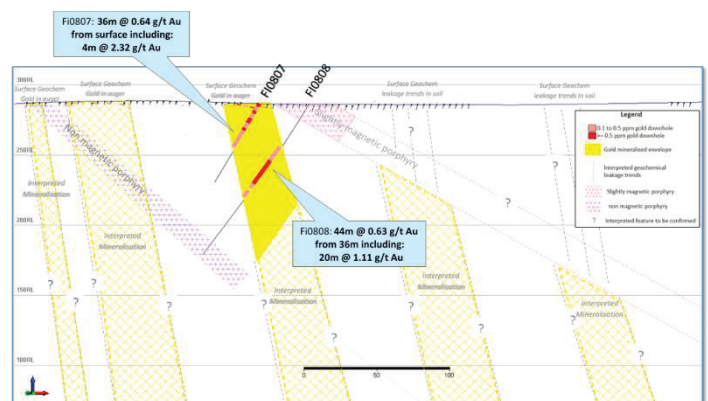 Fi0807: 36m @ 0.64 g/t Au
from surface including:
4m @ 2.32 g/t Au
Fi0807
Fi0808
300RL
Surface Geochem
Gold in auger
Surface Geochem
Gold in auger
Surface Geochem
Gold in auger
Surface Geochem
leakage trends in soil
Surface Geochem
leakage trends in soil
Slightly magnetic porphyry
Non magnetic porphyry
?
?
Legend
0.1 to 0.5 ppm gold downhole
>= 0.5 ppm gold downhole
Gold mineralised envelope
Interpreted geochemical
leakage trends
Slightly magnetic porphyry
non magnetic porphyry
? Interpreted feature to be confirmed
250RL
Interpreted
Mineralisation
200RL
Interpreted
Mineralisation
Fi0808: 44m @ 0.63 g/t Au
from 36m including:
20m @ 1.11 g/t Au
150RL
Interpreted
Mineralisation
Interpreted
Mineralisation
Interpreted
Mineralisation
?
?
?
?
?
?
?
?
100RL
0
50
100